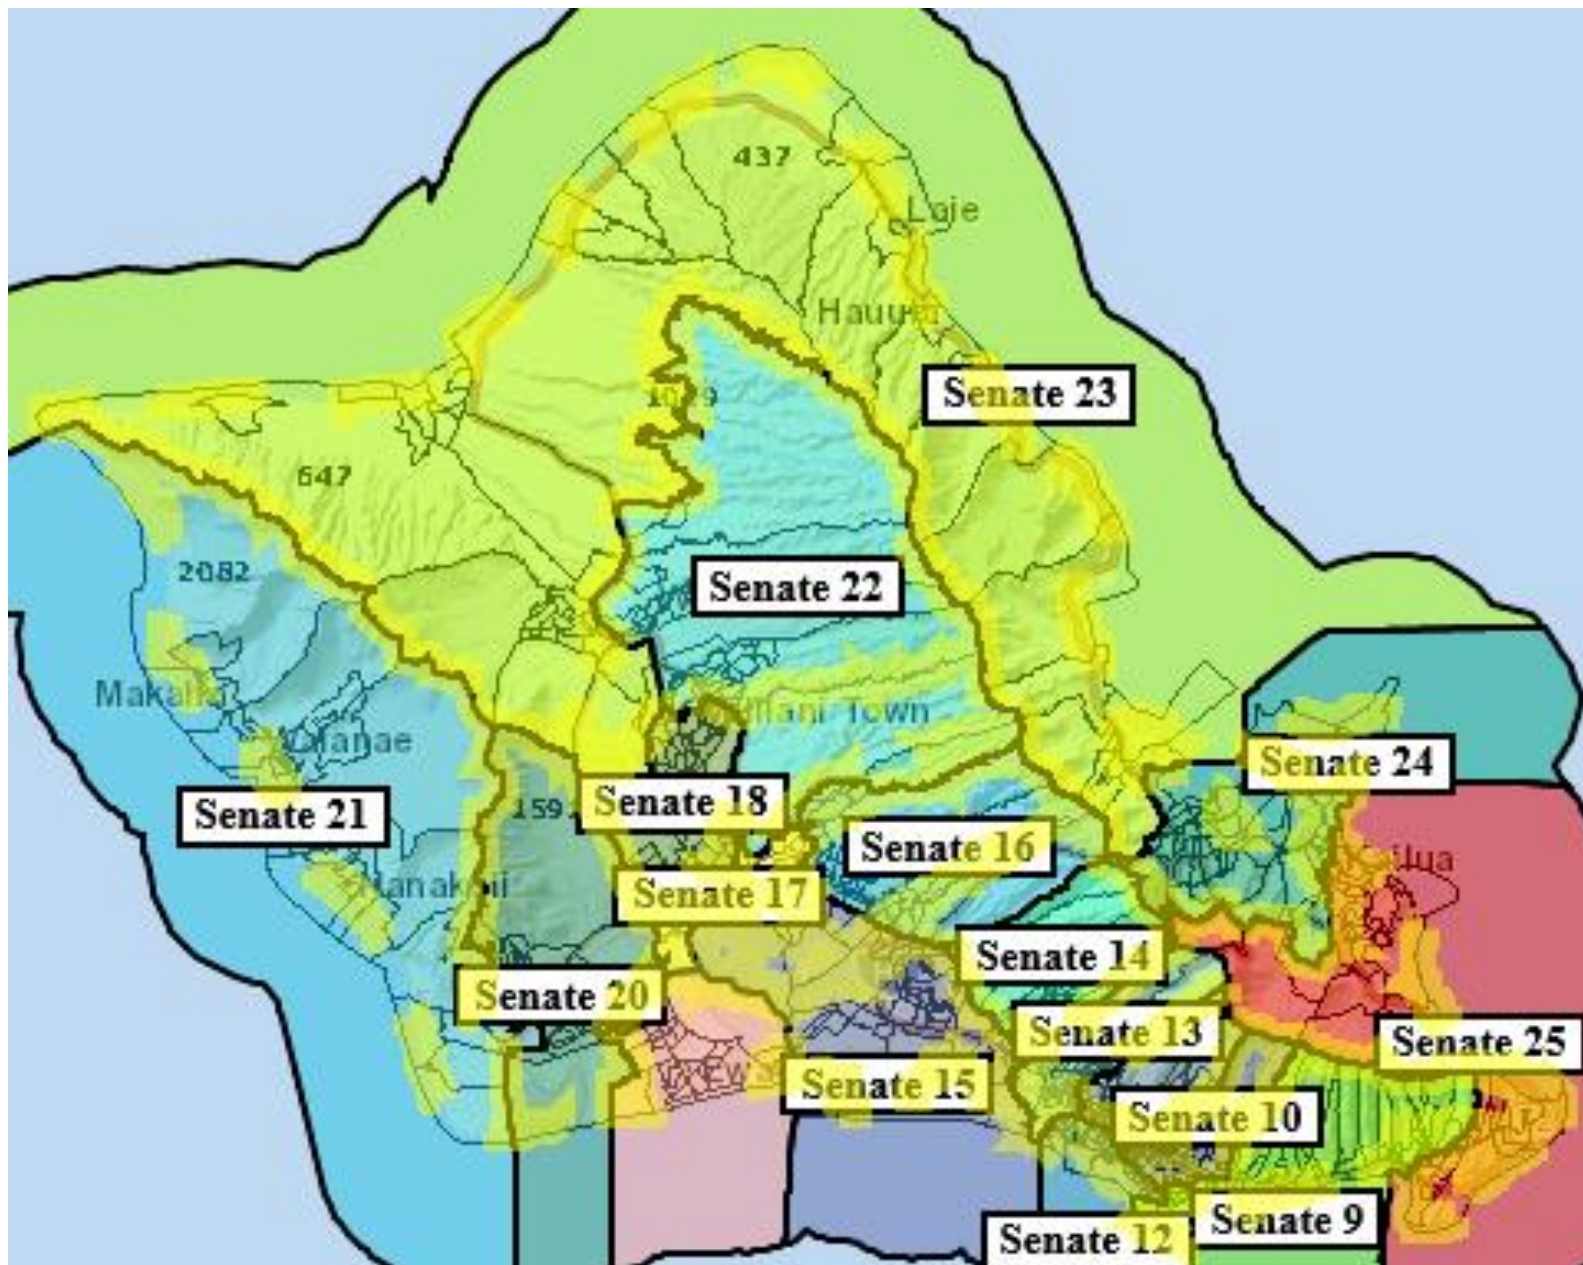 437
Laie
Hauula
Senate 23
647
2082
Senate 22
Makaha
Town
Waianae
Senate 24
159
Senate 18
Senate 21
Senate 16
Senate 17
Senate 14
Senate 20
Senate 13
Senate 25
Ewa
Senate 15
Senate 10
Senate 9
Senate 12